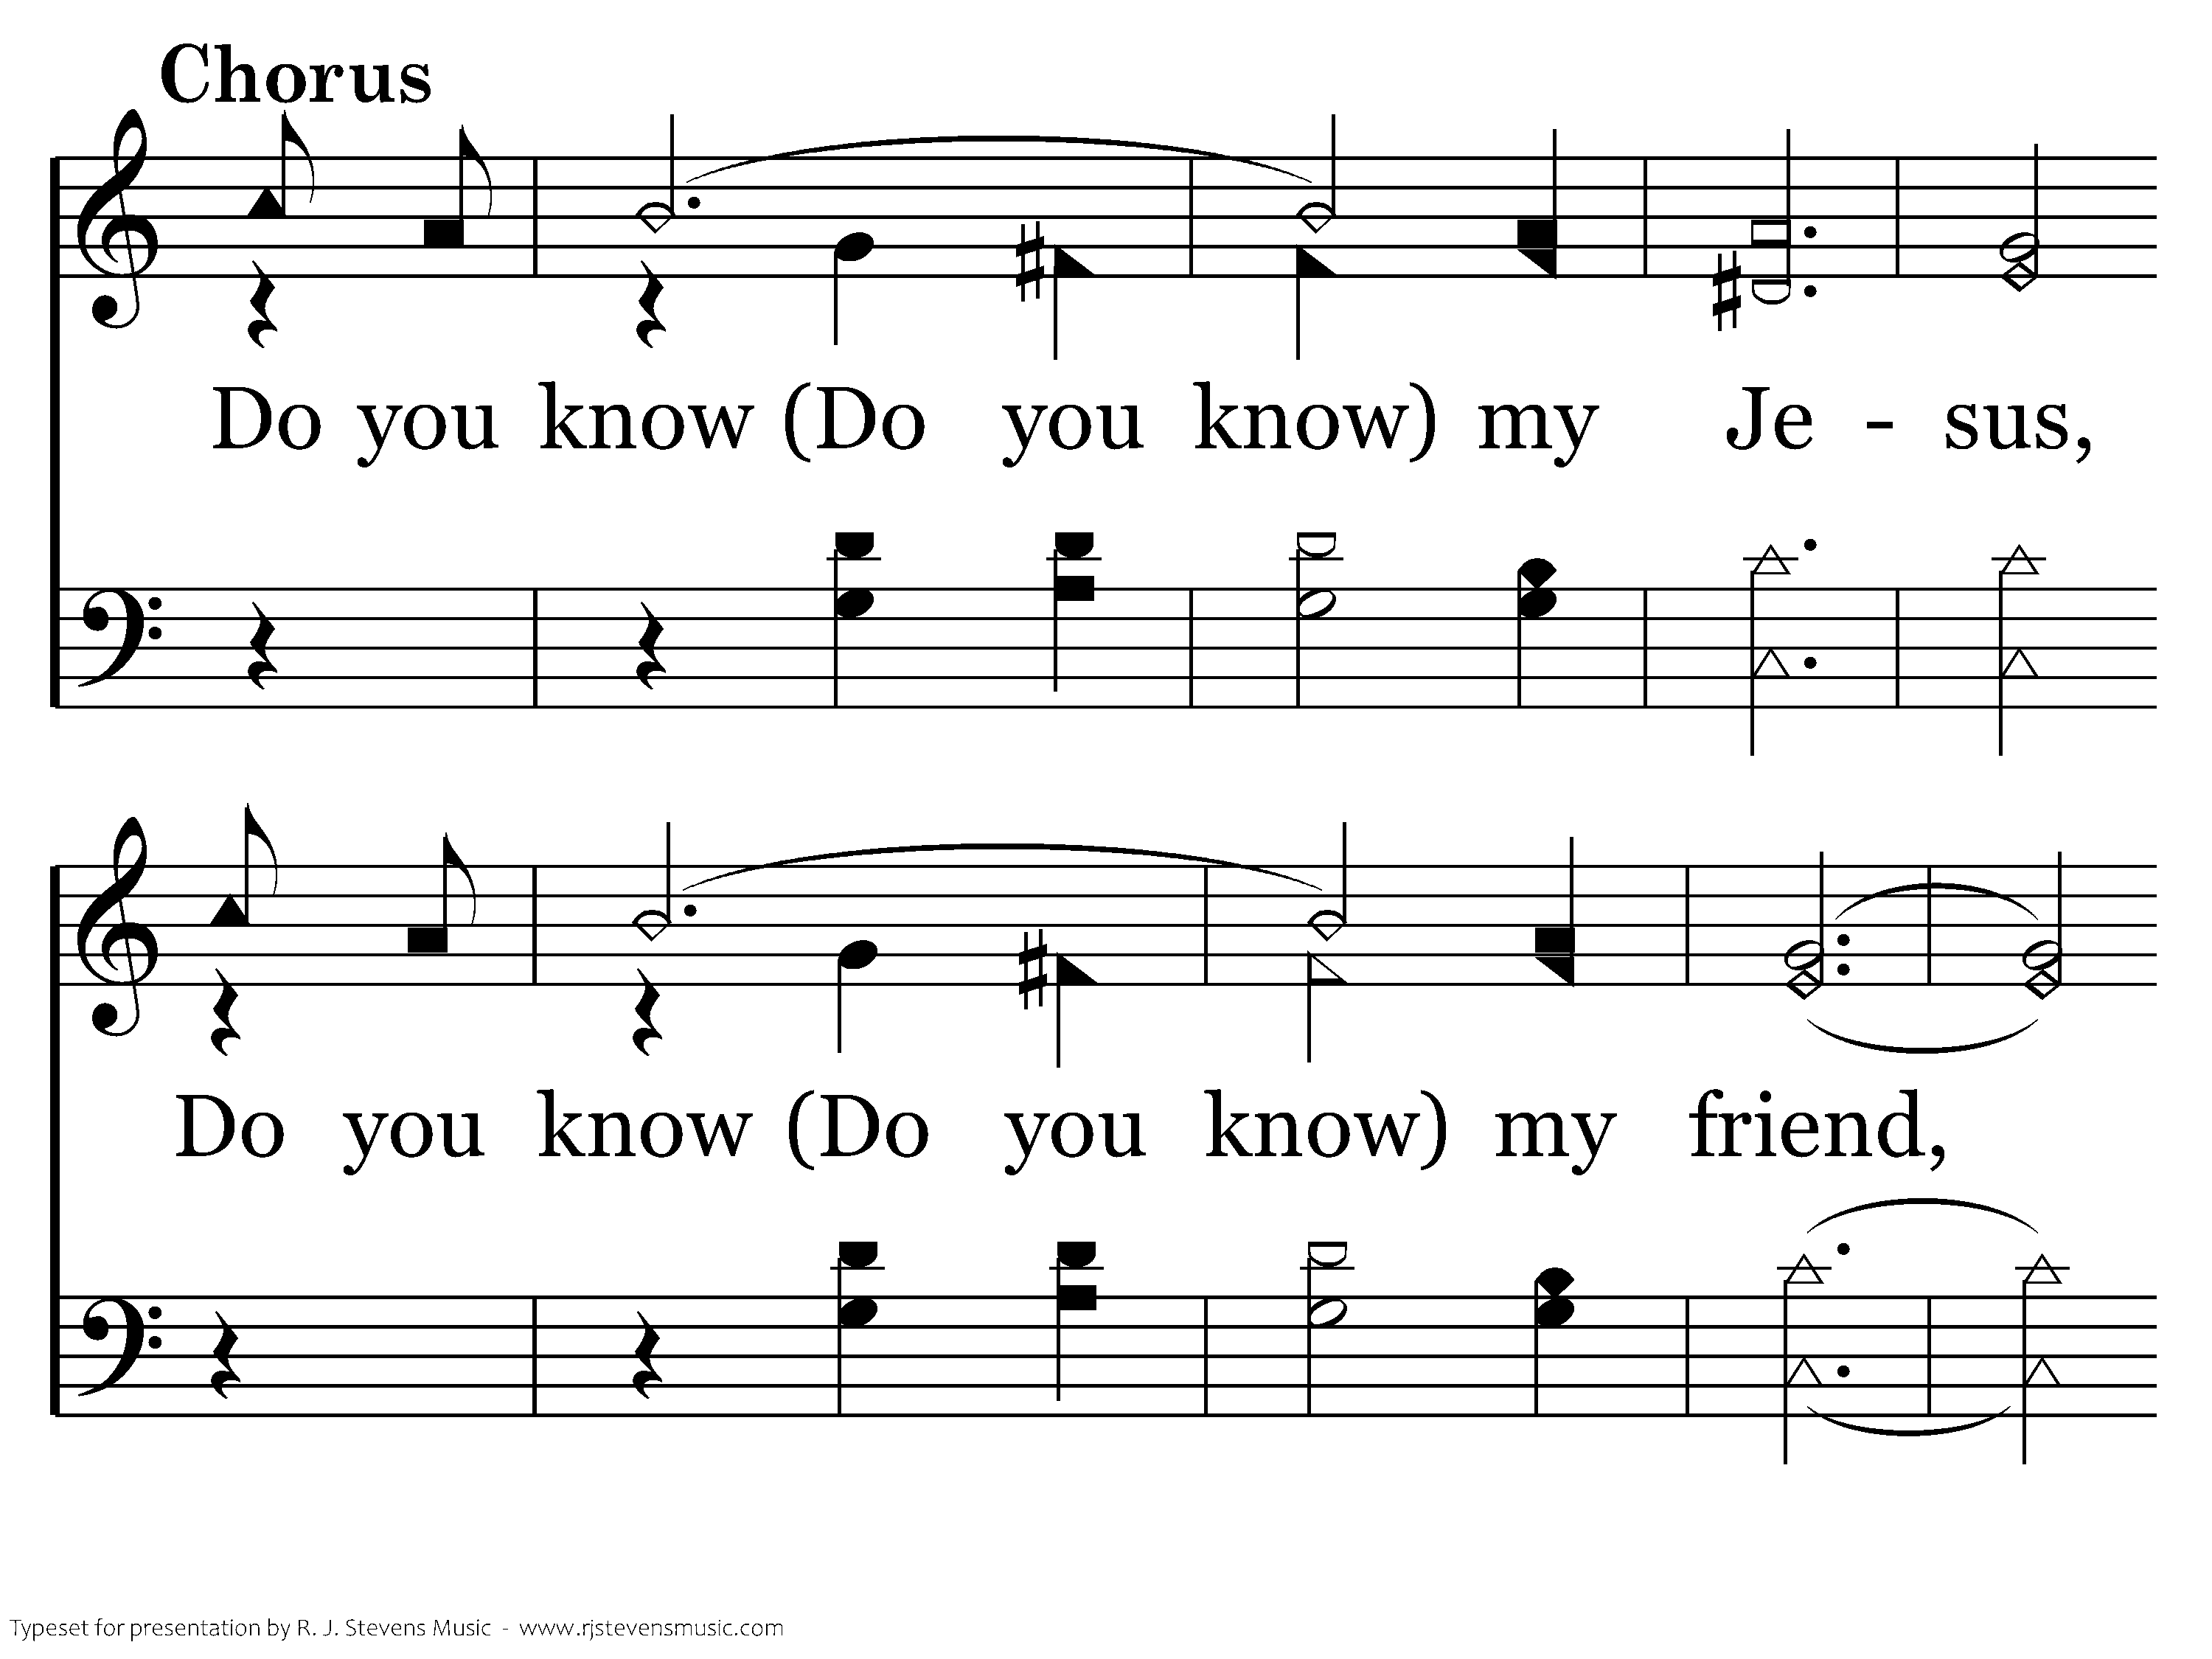 Chorus
Do you know (Do you know) my Je - sus,
Do you know (Do you know) my friend,
Typeset for presentation by R. J. Stevens Music - www.rjstevensmusic.com